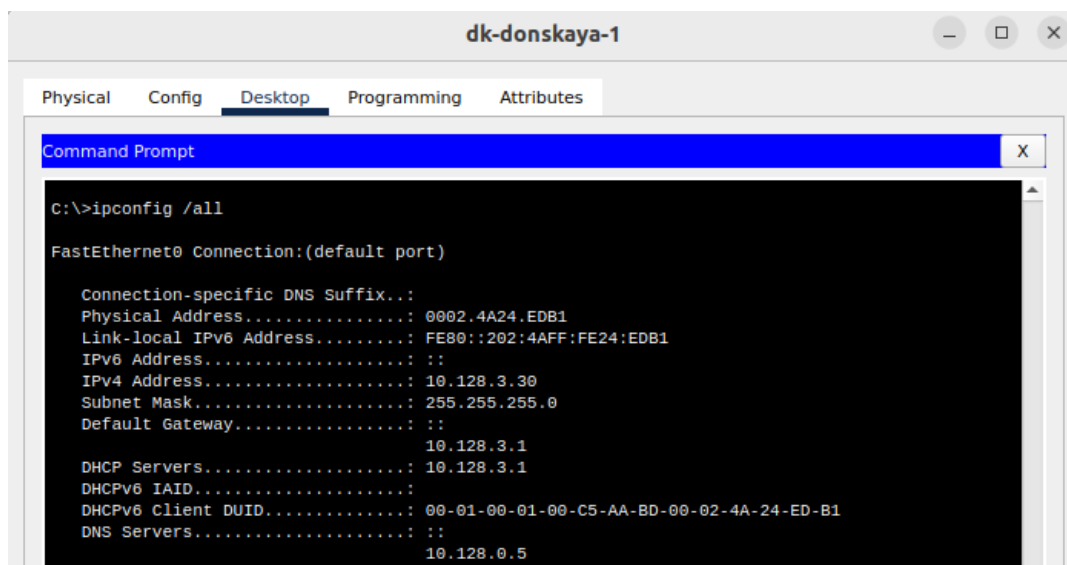 dk-donskaya-1
Physical Config Desktop Programming Attributes
Command Prompt X
C:\>ipconfig /all
FastEthernet0 Connection:(default port)
Connection-specific DNS Suffix..:
Physical Address................: 0002.4A24.EDB1
Link-local IPv6 Address.........: FE80::202:4AFF:FE24:EDB1
IPv6 Address....................: ::
IPv4 Address....................: 10.128.3.30
Subnet Mask.....................: 255.255.255.0
Default Gateway.................: ::
10.128.3.1
DHCP Servers....................: 10.128.3.1
DHCPv6 IAID.....................:
DHCPv6 Client DUID..............: 00-01-00-01-00-C5-AA-BD-00-02-4A-24-ED-B1
DNS Servers.....................: ::
10.128.0.5